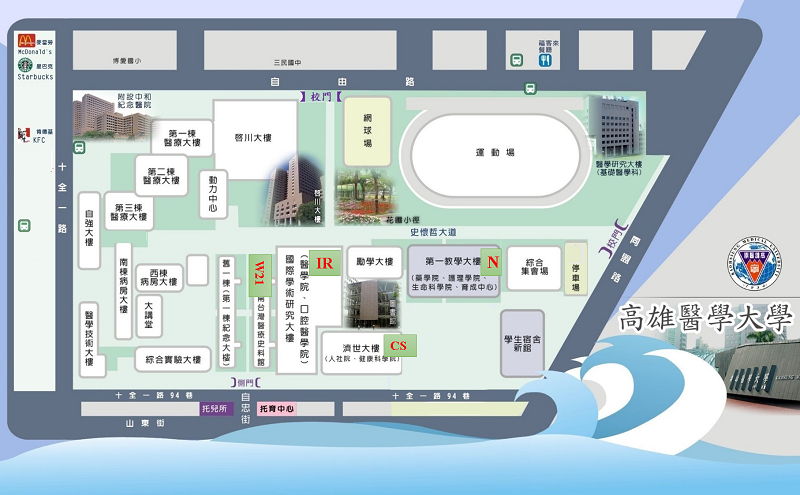 麥當勞
McDonald's
星巴克
Starbucks
肯德基
KFC
博愛國小
三民國中
福客來
餐廳
自由路
附設中和
紀念醫院
】校門【
第一棟
醫療大樓
啓川大樓
網球場
運動場
醫學研究大樓
(基礎醫學科)
第二棟
醫療大樓
動力中心
啓川大樓
第三棟
醫療大樓
花團小徑
史懷哲大道
】校門【
同盟路
十全一路
自強大樓
南棟病房大樓
西棟
病房大樓
舊一棟(第一棟紀念大樓)
W21
南台灣醫療史料館
國際學術研究大樓
(醫學院、口腔醫學院)
IR
勵學大樓
圖書館
第一教學大樓
N
(藥學院、護理學院、
生命科學院、育成中心)
綜合
集會場
停車場
大講堂
醫學技術大樓
綜合實驗大樓
濟世大樓
CS
(人社院、健康科學院)
學生宿舍
新館
高雄醫學大學
】側門【
十全一路94巷
自忠街
十全一路94巷
托兒所
托育中心
山東街